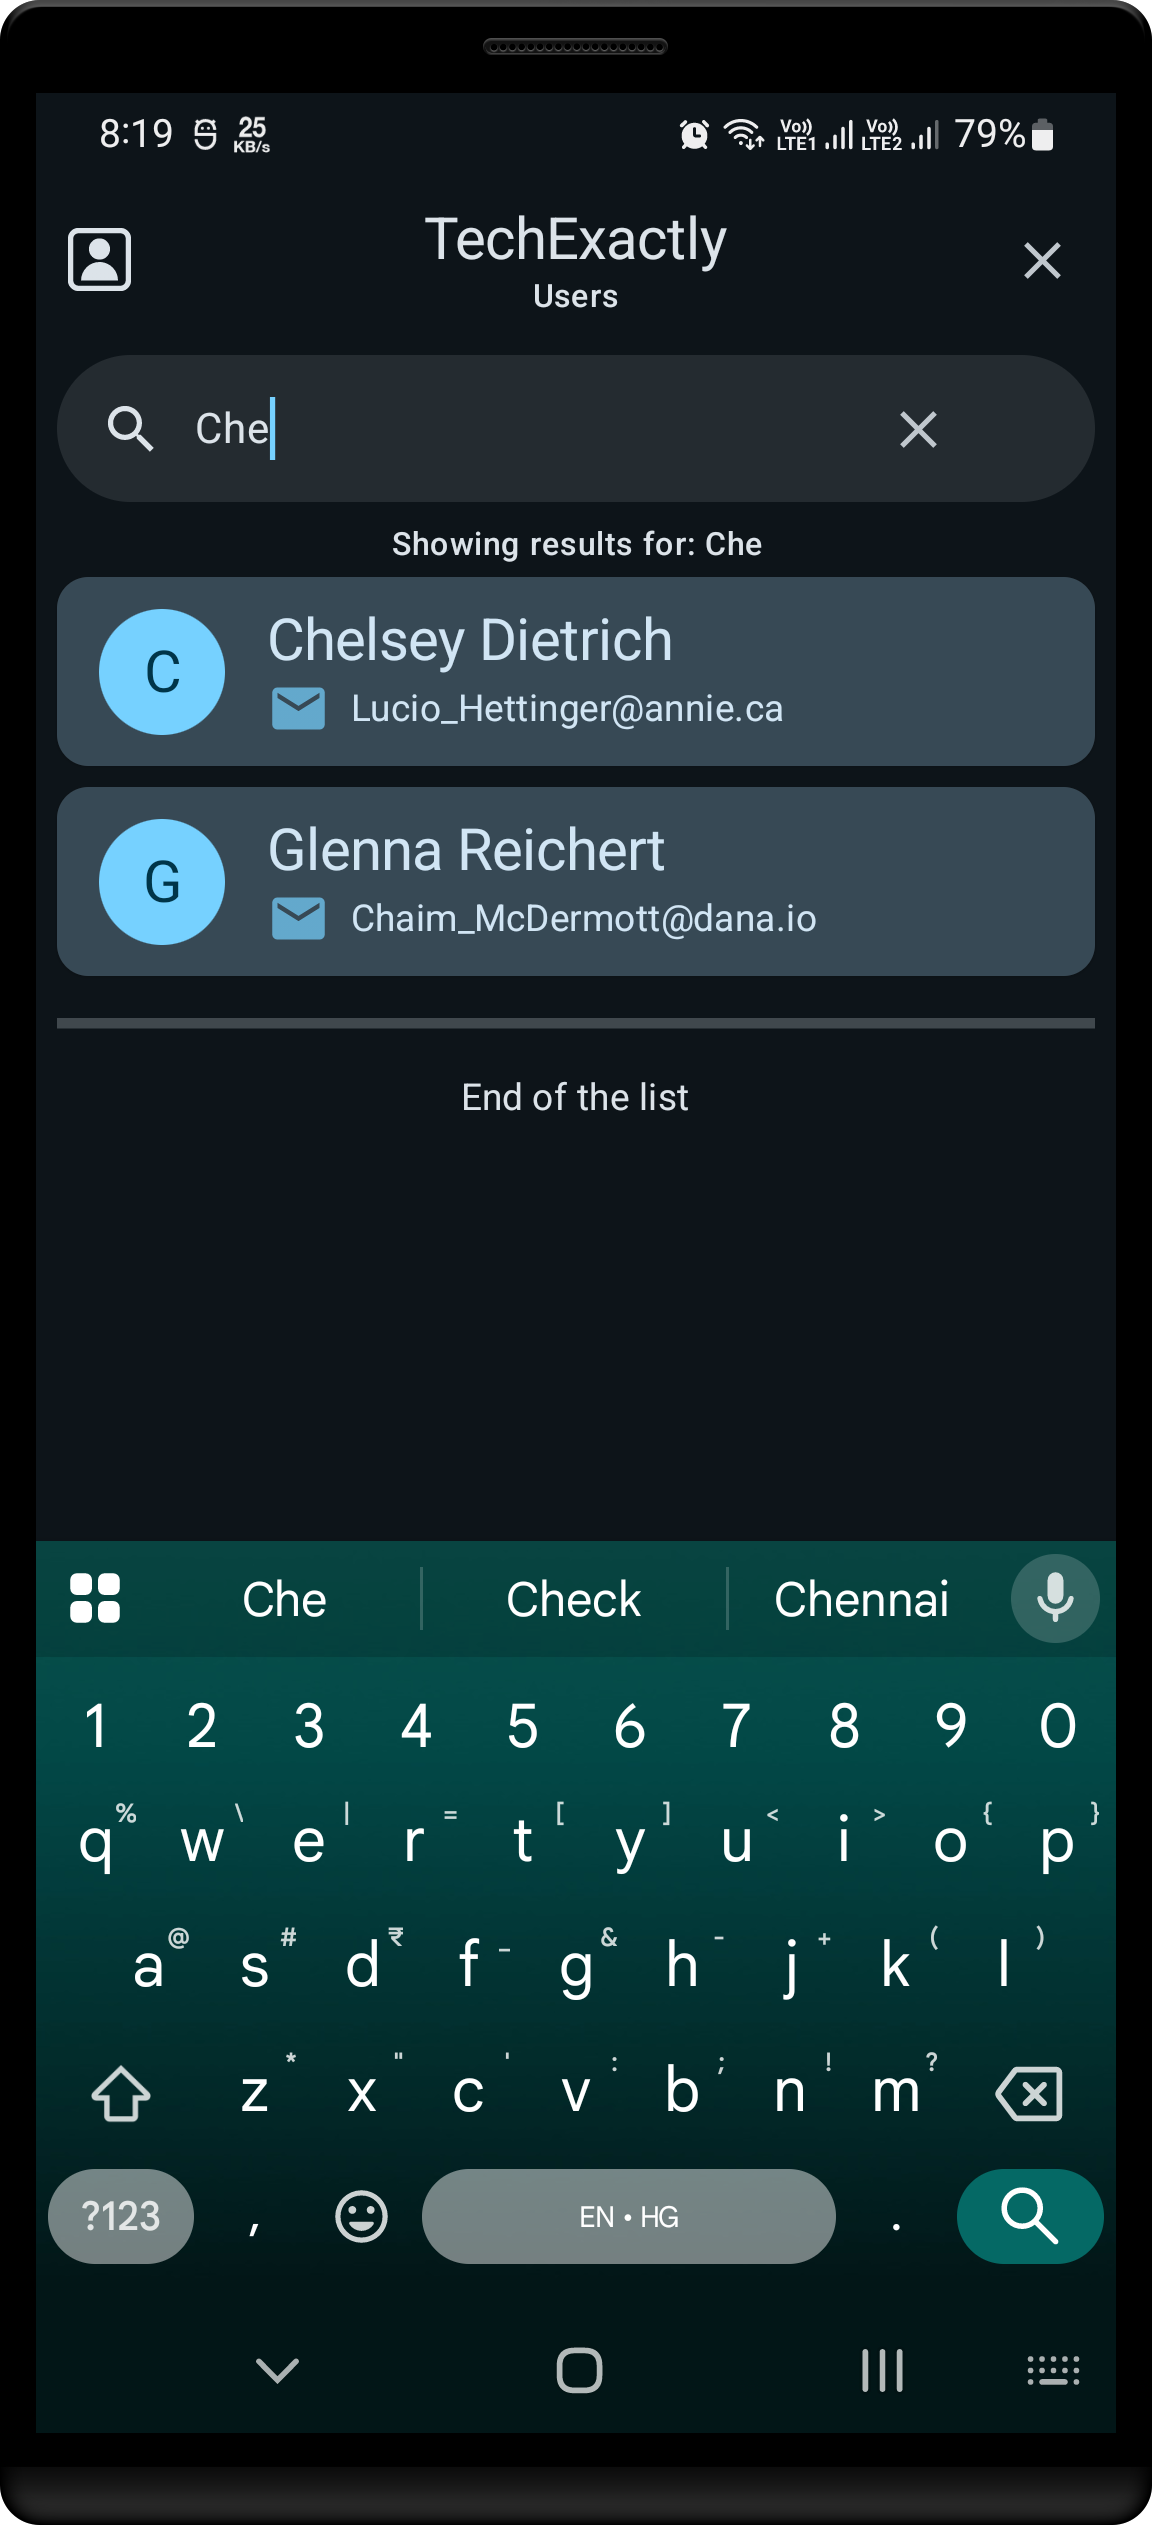 8:19 25 KB/s Vo)) LTE1 Vo)) LTE2 79%
TechExactly
Users
Che
Showing results for: Che
C
Chelsey Dietrich
Lucio_Hettinger@annie.ca
G
Glenna Reichert
Chaim_McDermott@dana.io
End of the list
Che Check Chennai
1 2 3 4 5 6 7 8 9 0
q % w \ e | r = t [ y ] u < i > o { p }
a @ s # d ₹ f _ g & h - j + k ( l )
z * x " c ' v : b ; n ! m ?
?123 , EN • HG .